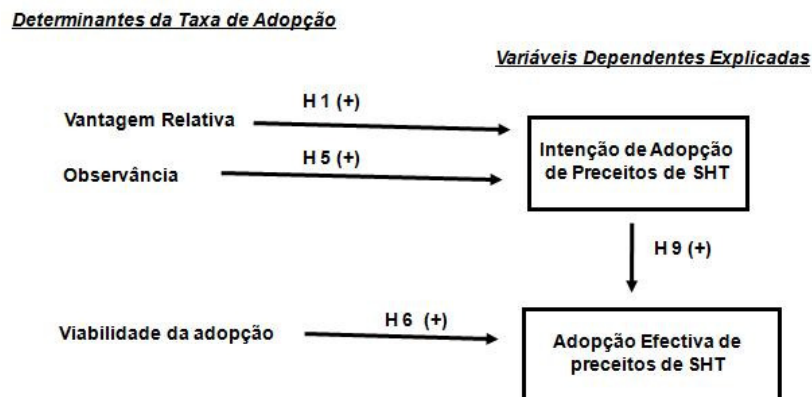 Determinantes da Taxa de Adopção
Variáveis Dependentes Explicadas
H 1 (+)
Vantagem Relativa
H 5 (+)
Observância
Intenção de Adopção
de Preceitos de SHT
H 9 (+)
H 6 (+)
Viabilidade da adopção
Adopção Efectiva de
preceitos de SHT